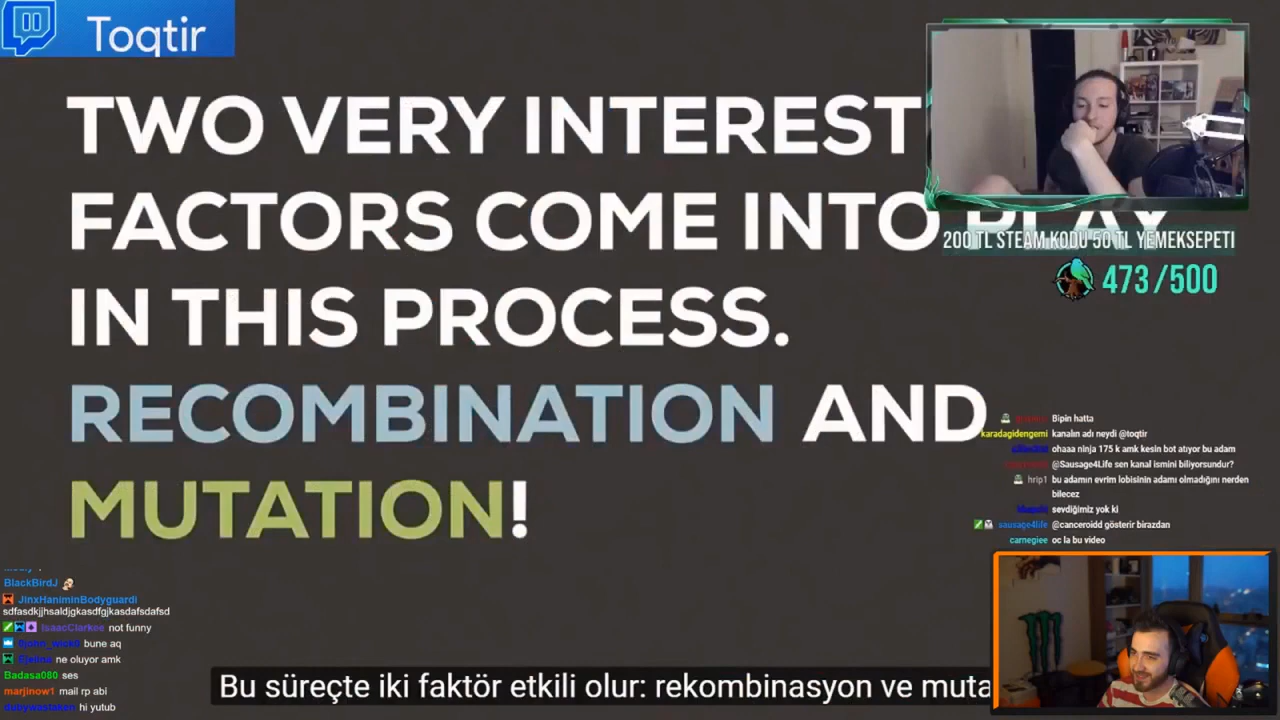 Toqtir
TWO VERY INTEREST
FACTORS COME INTO PLAY
IN THIS PROCESS.
RECOMBINATION AND
MUTATION!
200 TL STEAM KODU 50 TL YEMEKSEPETI
473/500
Bipin hatta
karadagidengemi kanalın adı neydi @toqtir
ohaaa ninja 175 k amk kesin bot atıyor bu adam
@Sausage4Life sen kanal ismini biliyorsundur?
hrip1 bu adamın evrim lobisinin adamı olmadığını nerden
bilecez
sevdiğimiz yok ki
sausage4life @canceroidd gösterir birazdan
carnegiee oc la bu video
BlackBirdJ
JinxHaniminBodyguardi
sdfasdkjjhsaldjgkasdfgjkasdafsdafsd
IsaacClarkee not funny
bune aq
ne oluyor amk
Badasa080 ses
marjinow1 mail rp abi
dubywastaken hi yutub
Bu süreçte iki faktör etkili olur: rekombinasyon ve muta